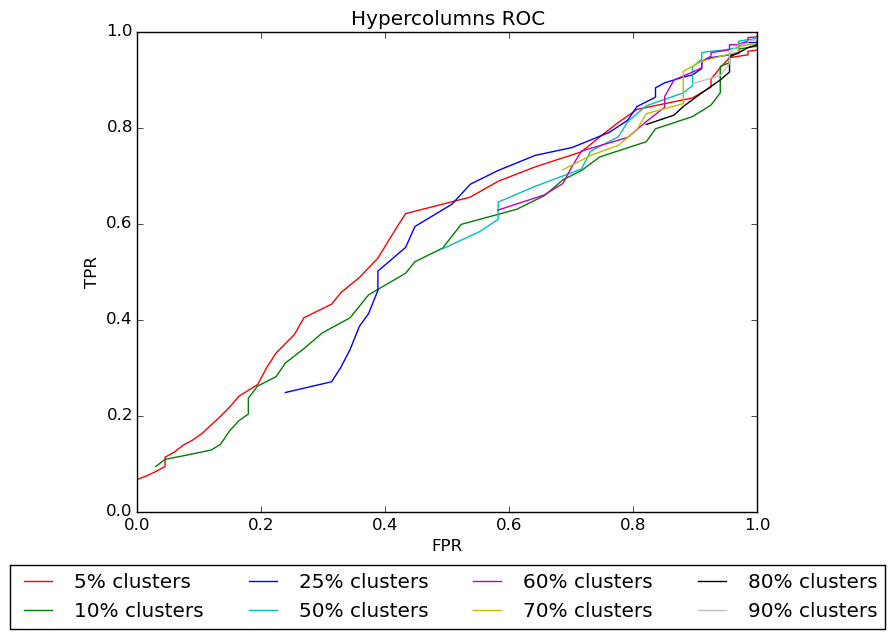 Hypercolumns ROC
1.0
0.8
0.6
0.4
0.2
0.0
TPR
0.0 0.2 0.4 0.6 0.8 1.0
FPR
5% clusters 25% clusters 60% clusters 80% clusters
10% clusters 50% clusters 70% clusters 90% clusters